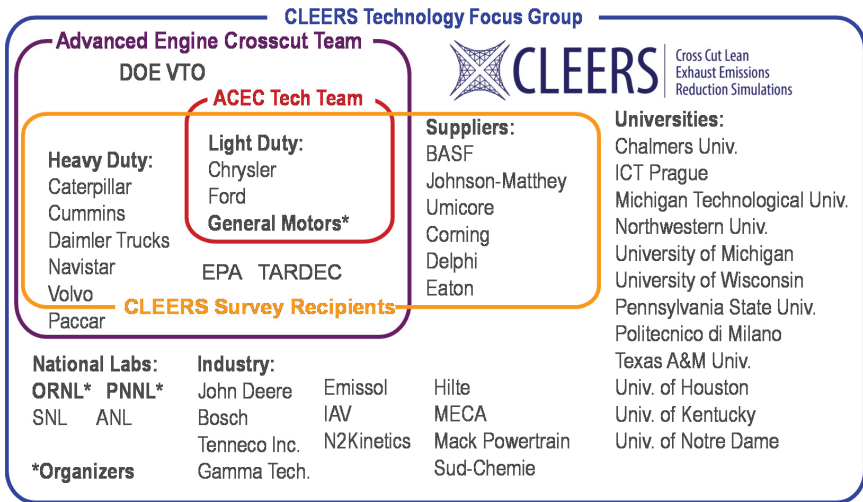 CLEERS Technology Focus Group
Advanced Engine Crosscut Team
DOE VTO
CLEERS
Cross Cut Lean
Exhaust Emissions
Reduction Simulations
ACEC Tech Team
Heavy Duty:
Caterpillar
Cummins
Daimler Trucks
Navistar
Volvo
Paccar
Light Duty:
Chrysler
Ford
General Motors*
EPA TARDEC
CLEERS Survey Recipients
Suppliers:
BASF
Johnson-Matthey
Umicore
Corning
Delphi
Eaton
Universities:
Chalmers Univ.
ICT Prague
Michigan Technological Univ.
Northwestern Univ.
University of Michigan
University of Wisconsin
Pennsylvania State Univ.
Politecnico di Milano
Texas A&M Univ.
Univ. of Houston
Univ. of Kentucky
Univ. of Notre Dame
National Labs:
ORNL* PNNL*
SNL ANL
*Organizers
Industry:
John Deere
Bosch
Tenneco Inc.
Gamma Tech.
Emissol
IAV
N2Kinetics
Hilte
MECA
Mack Powertrain
Sud-Chemie